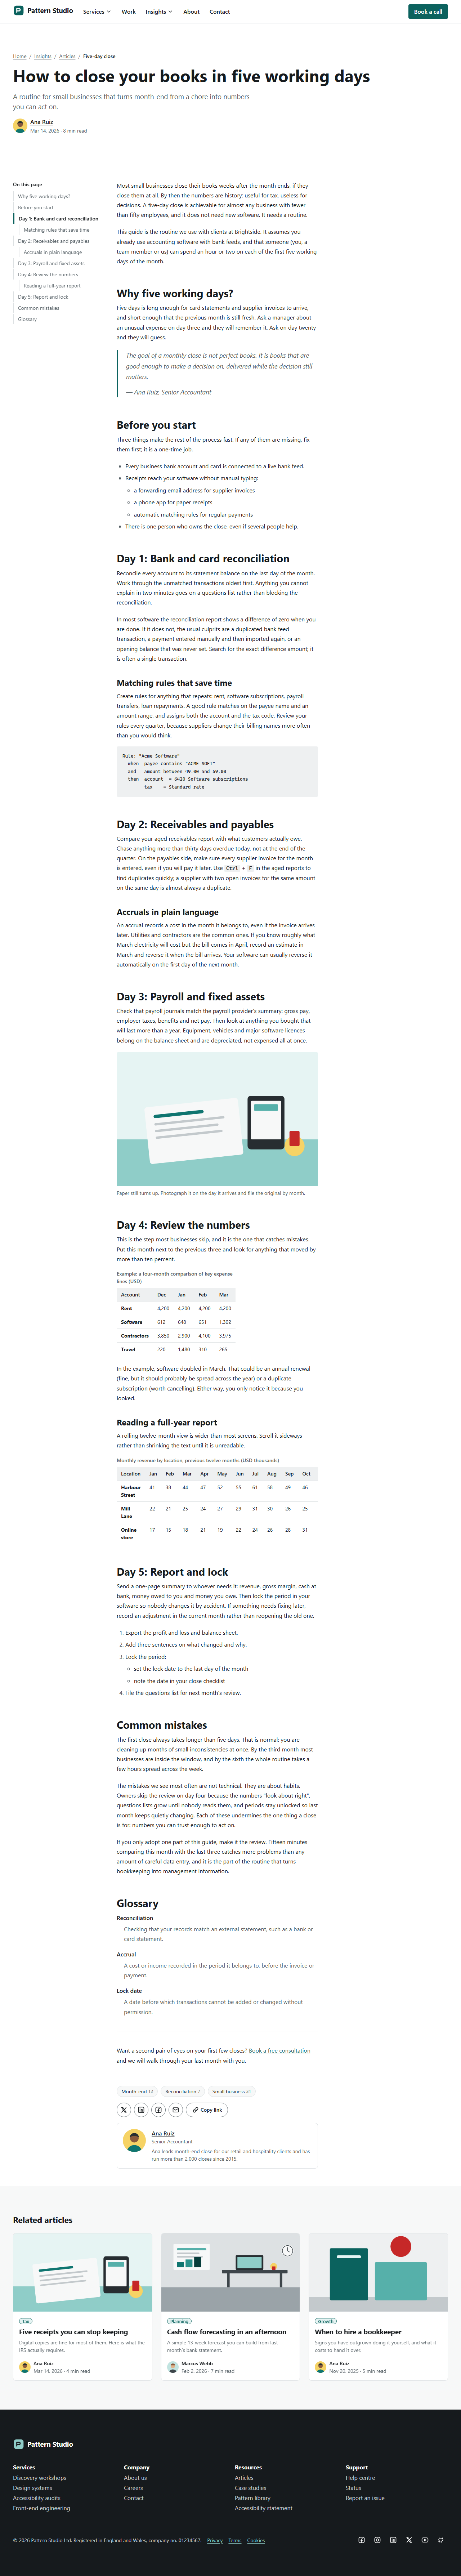 Pattern Studio
Services
Work
Insights
About
Contact
Book a call
Home / Insights / Articles / Five-day close
How to close your books in five working days
A routine for small businesses that turns month-end from a chore into numbers
you can act on.
Ana Ruiz
Mar 14, 2026 · 8 min read
On this page
Why five working days?
Before you start
Day 1: Bank and card reconciliation
Matching rules that save time
Day 2: Receivables and payables
Accruals in plain language
Day 3: Payroll and fixed assets
Day 4: Review the numbers
Reading a full-year report
Day 5: Report and lock
Common mistakes
Glossary
Most small businesses close their books weeks after the month ends, if they
close them at all. By then the numbers are history: useful for tax, useless for
decisions. A five-day close is achievable for almost any business with fewer
than fifty employees, and it does not need new software. It needs a routine.
This guide is the routine we use with clients at Brightside. It assumes you
already use accounting software with bank feeds, and that someone (you, a
team member or us) can spend an hour or two on each of the first five working
days of the month.
Why five working days?
Five days is long enough for card statements and supplier invoices to arrive,
and short enough that the previous month is still fresh. Ask a manager about
an unusual expense on day three and they will remember it. Ask on day twenty
and they will guess.
The goal of a monthly close is not perfect books. It is books that are
good enough to make a decision on, delivered while the decision still
matters.
— Ana Ruiz, Senior Accountant
Before you start
Three things make the rest of the process fast. If any of them are missing, fix
them first; it is a one-time job.
Every business bank account and card is connected to a live bank feed.
Receipts reach your software without manual typing:
a forwarding email address for supplier invoices
a phone app for paper receipts
automatic matching rules for regular payments
There is one person who owns the close, even if several people help.
Day 1: Bank and card reconciliation
Reconcile every account to its statement balance on the last day of the month.
Work through the unmatched transactions oldest first. Anything you cannot
explain in two minutes goes on a questions list rather than blocking the
reconciliation.
In most software the reconciliation report shows a difference of zero when you
are done. If it does not, the usual culprits are a duplicated bank feed
transaction, a payment entered manually and then imported again, or an
opening balance that was never set. Search for the exact difference amount; it
is often a single transaction.
Matching rules that save time
Create rules for anything that repeats: rent, software subscriptions, payroll
transfers, loan repayments. A good rule matches on the payee name and an
amount range, and assigns both the account and the tax code. Review your
rules every quarter, because suppliers change their billing names more often
than you would think.
Rule: "Acme Software"
when payee contains "ACME SOFT"
and amount between 49.00 and 59.00
then account = 6420 Software subscriptions
tax = Standard rate
Day 2: Receivables and payables
Compare your aged receivables report with what customers actually owe.
Chase anything more than thirty days overdue today, not at the end of the
quarter. On the payables side, make sure every supplier invoice for the month
is entered, even if you will pay it later. Use Ctrl + F in the aged reports to
find duplicates quickly; a supplier with two open invoices for the same amount
on the same day is almost always a duplicate.
Accruals in plain language
An accrual records a cost in the month it belongs to, even if the invoice arrives
later. Utilities and contractors are the common ones. If you know roughly what
March electricity will cost but the bill comes in April, record an estimate in
March and reverse it when the bill arrives. Your software can usually reverse it
automatically on the first day of the next month.
Day 3: Payroll and fixed assets
Check that payroll journals match the payroll provider's summary: gross pay,
employer taxes, benefits and net pay. Then look at anything you bought that
will last more than a year. Equipment, vehicles and major software licences
belong on the balance sheet and are depreciated, not expensed all at once.
Paper still turns up. Photograph it on the day it arrives and file the original by month.
Day 4: Review the numbers
This is the step most businesses skip, and it is the one that catches mistakes.
Put this month next to the previous three and look for anything that moved by
more than ten percent.
Example: a four-month comparison of key expense
lines (USD)
Account Dec Jan Feb Mar
Rent 4,200 4,200 4,200 4,200
Software 612 648 651 1,302
Contractors 3,850 2,900 4,100 3,975
Travel 220 1,480 310 265
In the example, software doubled in March. That could be an annual renewal
(fine, but it should probably be spread across the year) or a duplicate
subscription (worth cancelling). Either way, you only notice it because you
looked.
Reading a full-year report
A rolling twelve-month view is wider than most screens. Scroll it sideways
rather than shrinking the text until it is unreadable.
Monthly revenue by location, previous twelve months (USD thousands)
Location Jan Feb Mar Apr May Jun Jul Aug Sep Oct
Harbour Street 41 38 44 47 52 55 61 58 49 46
Mill Lane 22 21 25 24 27 29 31 30 26 25
Online store 17 15 18 21 19 22 24 26 28 31
Day 5: Report and lock
Send a one-page summary to whoever needs it: revenue, gross margin, cash at
bank, money owed to you and money you owe. Then lock the period in your
software so nobody changes it by accident. If something needs fixing later,
record an adjustment in the current month rather than reopening the old one.
1. Export the profit and loss and balance sheet.
2. Add three sentences on what changed and why.
3. Lock the period:
set the lock date to the last day of the month
note the date in your close checklist
4. File the questions list for next month's review.
Common mistakes
The first close always takes longer than five days. That is normal: you are
cleaning up months of small inconsistencies at once. By the third month most
businesses are inside the window, and by the sixth the whole routine takes a
few hours spread across the week.
The mistakes we see most often are not technical. They are about habits.
Owners skip the review on day four because the numbers "look about right",
questions lists grow until nobody reads them, and periods stay unlocked so last
month keeps quietly changing. Each of these undermines the one thing a close
is for: numbers you can trust enough to act on.
If you only adopt one part of this guide, make it the review. Fifteen minutes
comparing this month with the last three catches more problems than any
amount of careful data entry, and it is the part of the routine that turns
bookkeeping into management information.
Glossary
Reconciliation
Checking that your records match an external statement, such as a bank or
card statement.
Accrual
A cost or income recorded in the period it belongs to, before the invoice or
payment.
Lock date
A date before which transactions cannot be added or changed without
permission.
Want a second pair of eyes on your first few closes? Book a free consultation
and we will walk through your last month with you.
Month-end 12
Reconciliation 7
Small business 31
Copy link
Ana Ruiz
Senior Accountant
Ana leads month-end close for our retail and hospitality clients and has
run more than 2,000 closes since 2015.
Related articles
Tax
Five receipts you can stop keeping
Digital copies are fine for most of them. Here is what the
IRS actually requires.
Ana Ruiz
Mar 14, 2026 · 4 min read
Planning
Cash flow forecasting in an afternoon
A simple 13-week forecast you can build from last
month's bank statement.
Marcus Webb
Feb 2, 2026 · 7 min read
Growth
When to hire a bookkeeper
Signs you have outgrown doing it yourself, and what it
costs to hand it over.
Ana Ruiz
Nov 20, 2025 · 5 min read
Pattern Studio
Services
Discovery workshops
Design systems
Accessibility audits
Front-end engineering
Company
About us
Careers
Contact
Resources
Articles
Case studies
Pattern library
Accessibility statement
Support
Help centre
Status
Report an issue
© 2026 Pattern Studio Ltd. Registered in England and Wales, company no. 01234567.
Privacy
Terms
Cookies